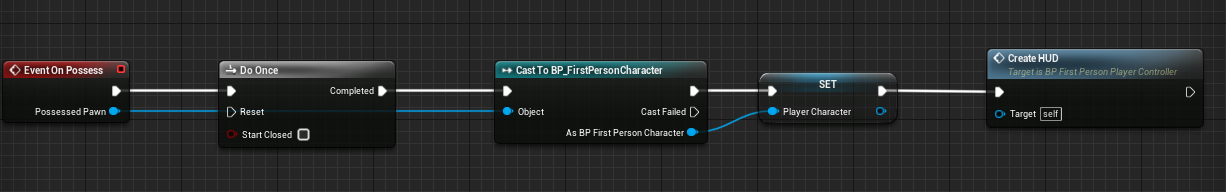 Event On Possess
Possessed Pawn
Do Once
Completed
Reset
Start Closed
Cast To BP_FirstPersonCharacter
Object
Cast Failed
As BP First Person Character
SET
Player Character
Create HUD
Target is BP First Person Player Controller
Target self